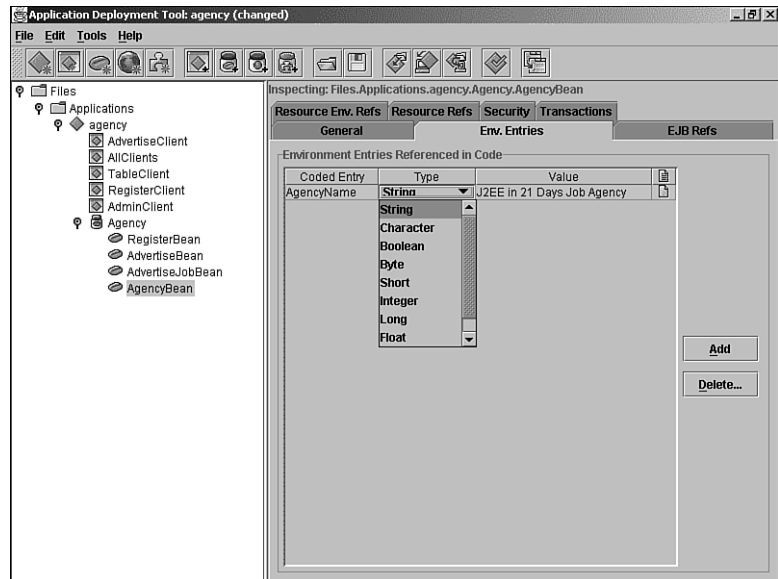 Application Deployment Tool: agency (changed)
File Edit Tools Help
Files
Applications
agency
AdvertiseClient
AllClients
TableClient
RegisterClient
AdminClient
Agency
RegisterBean
AdvertiseBean
AdvertiseJobBean
AgencyBean
Inspecting: Files.Applications.agency.Agency.AgencyBean
Resource Env. Refs Resource Refs Security Transactions
General Env. Entries EJB Refs
Environment Entries Referenced in Code
Coded Entry Type Value
AgencyName String J2EE in 21 Days Job Agency
String
Character
Boolean
Byte
Short
Integer
Long
Float
Add
Delete...